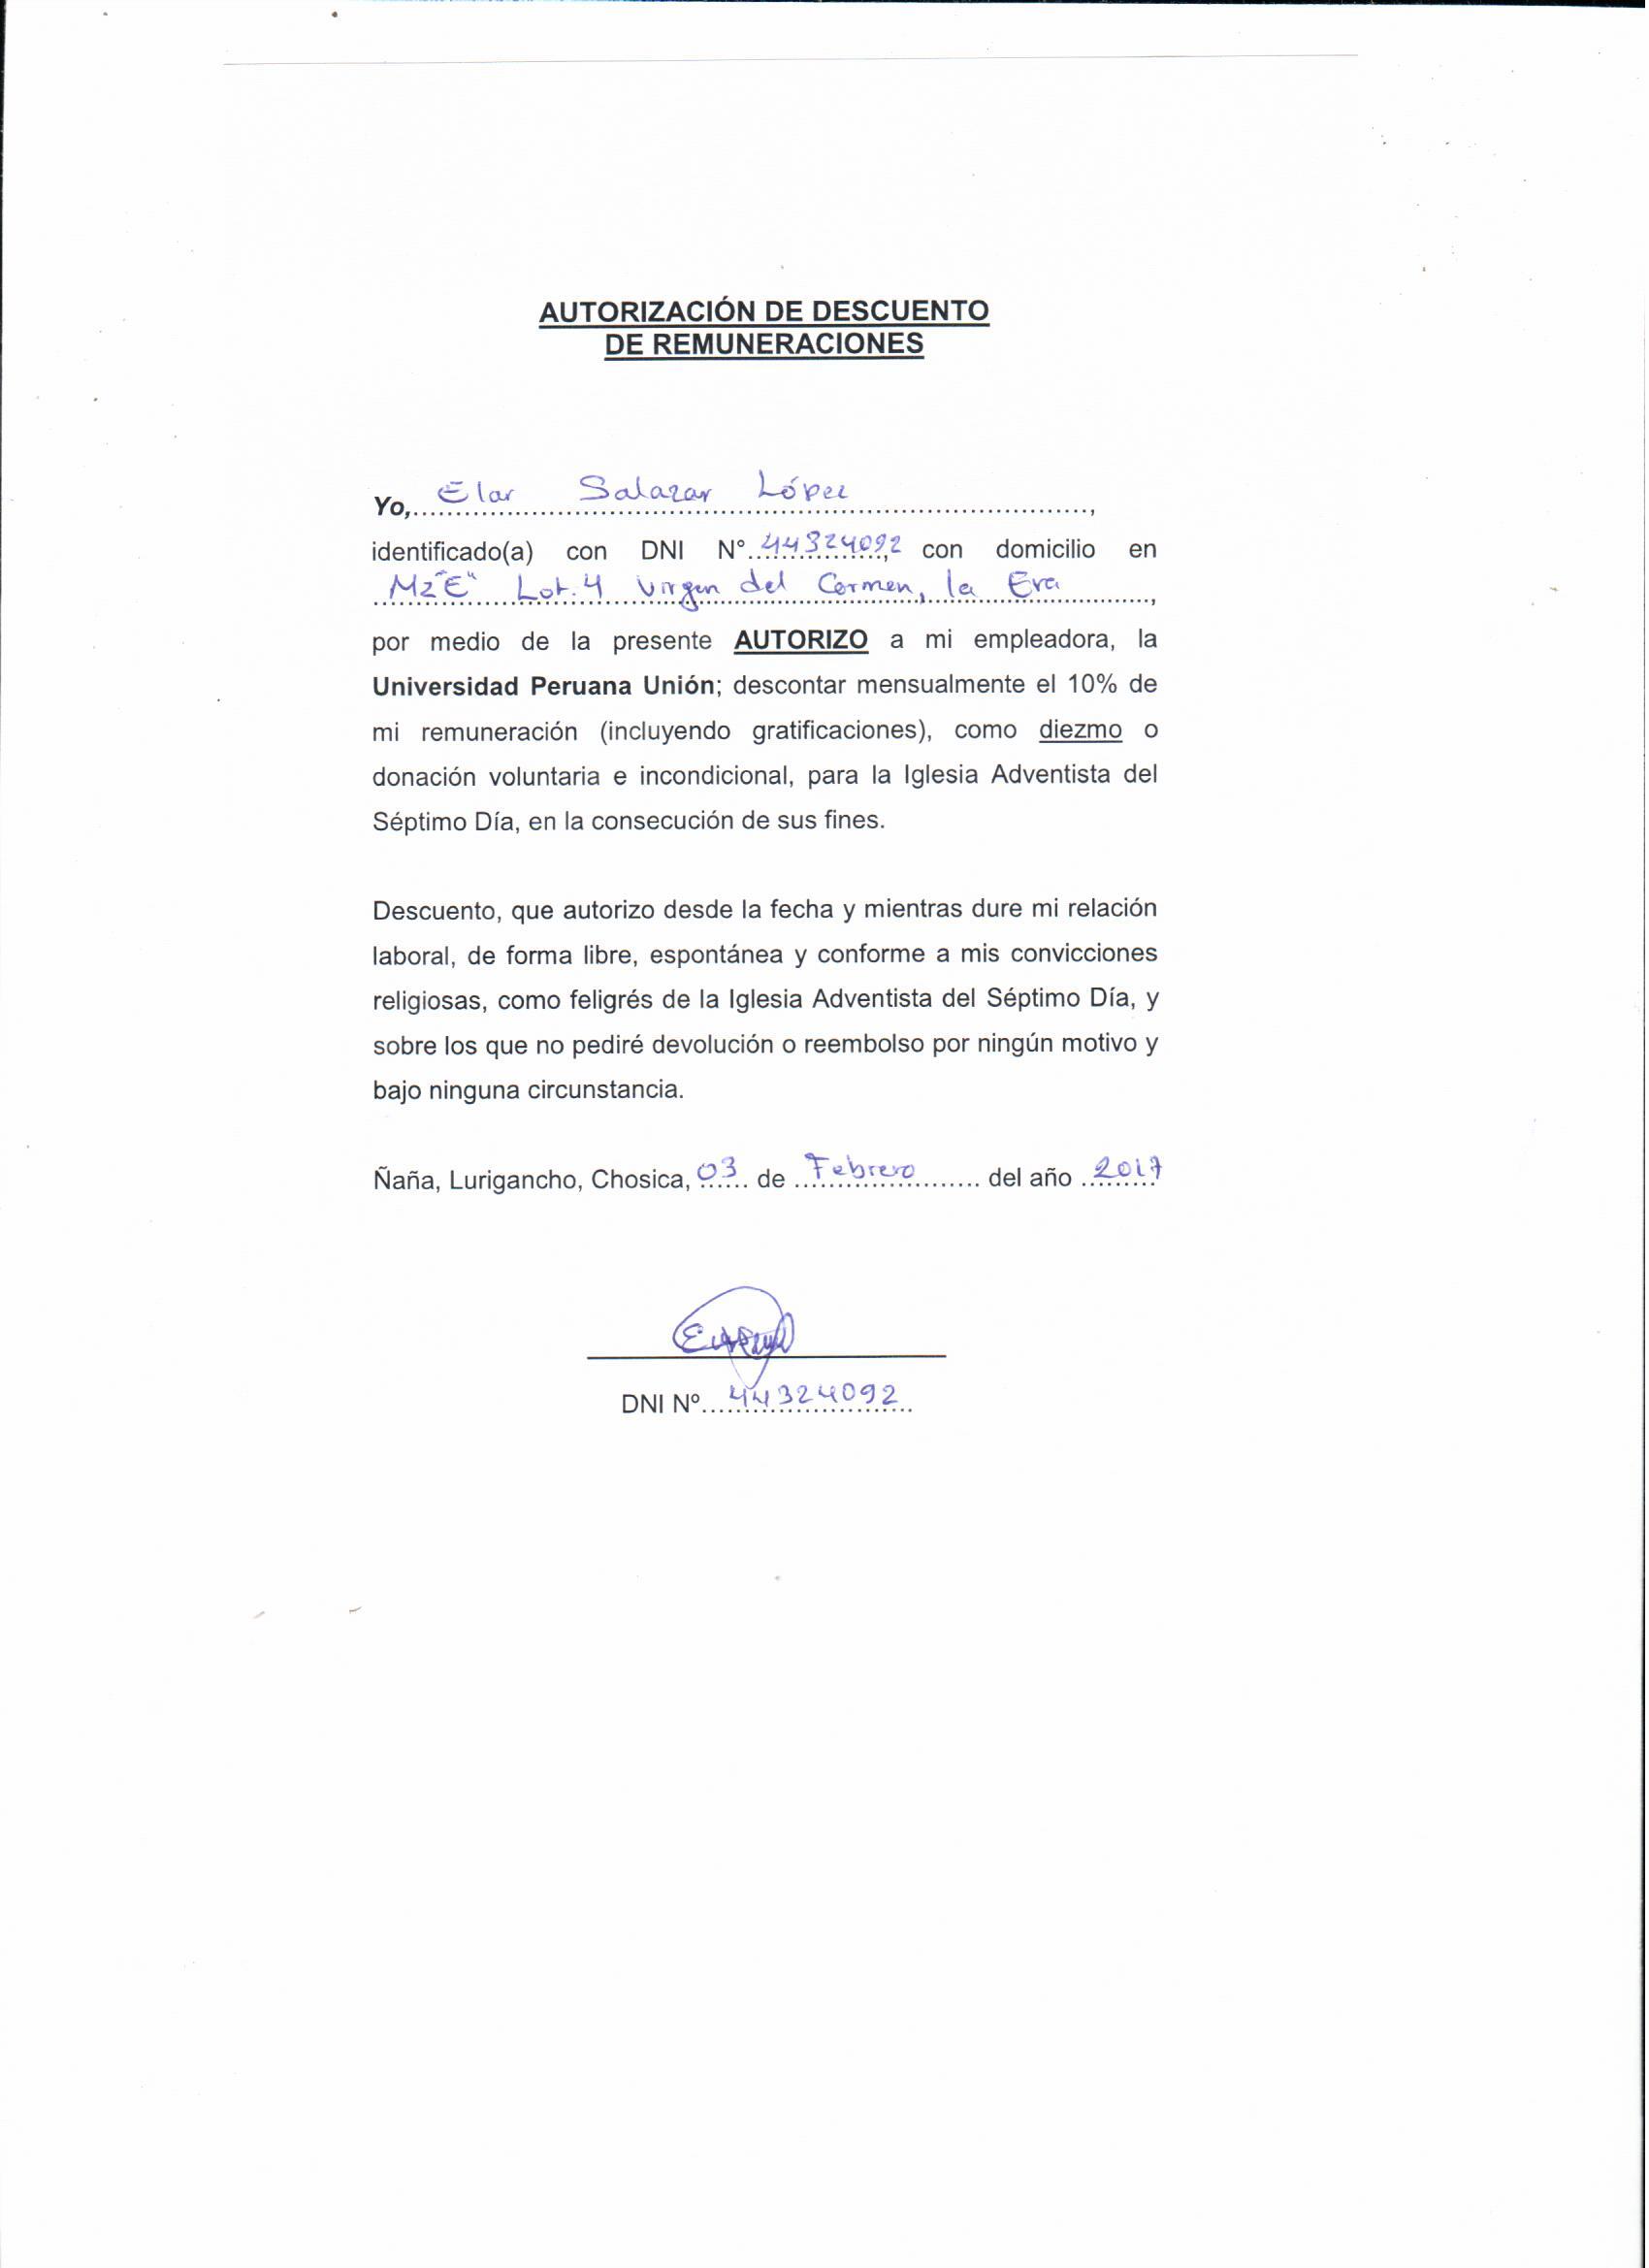 AUTORIZACIÓN DE DESCUENTO
DE REMUNERACIONES
Yo, Elar Salazar López,
identificado(a) con DNI N° 44324092, con domicilio en
Mz "E" Lot. 4 Virgen del Carmen, la Era,
por medio de la presente AUTORIZO a mi empleadora, la
Universidad Peruana Unión; descontar mensualmente el 10% de
mi remuneración (incluyendo gratificaciones), como diezmo o
donación voluntaria e incondicional, para la Iglesia Adventista del
Séptimo Día, en la consecución de sus fines.
Descuento, que autorizo desde la fecha y mientras dure mi relación
laboral, de forma libre, espontánea y conforme a mis convicciones
religiosas, como feligrés de la Iglesia Adventista del Séptimo Día, y
sobre los que no pediré devolución o reembolso por ningún motivo y
bajo ninguna circunstancia.
Ñaña, Lurigancho, Chosica, 03 de Febrero del año 2017
DNI Nº 44324092